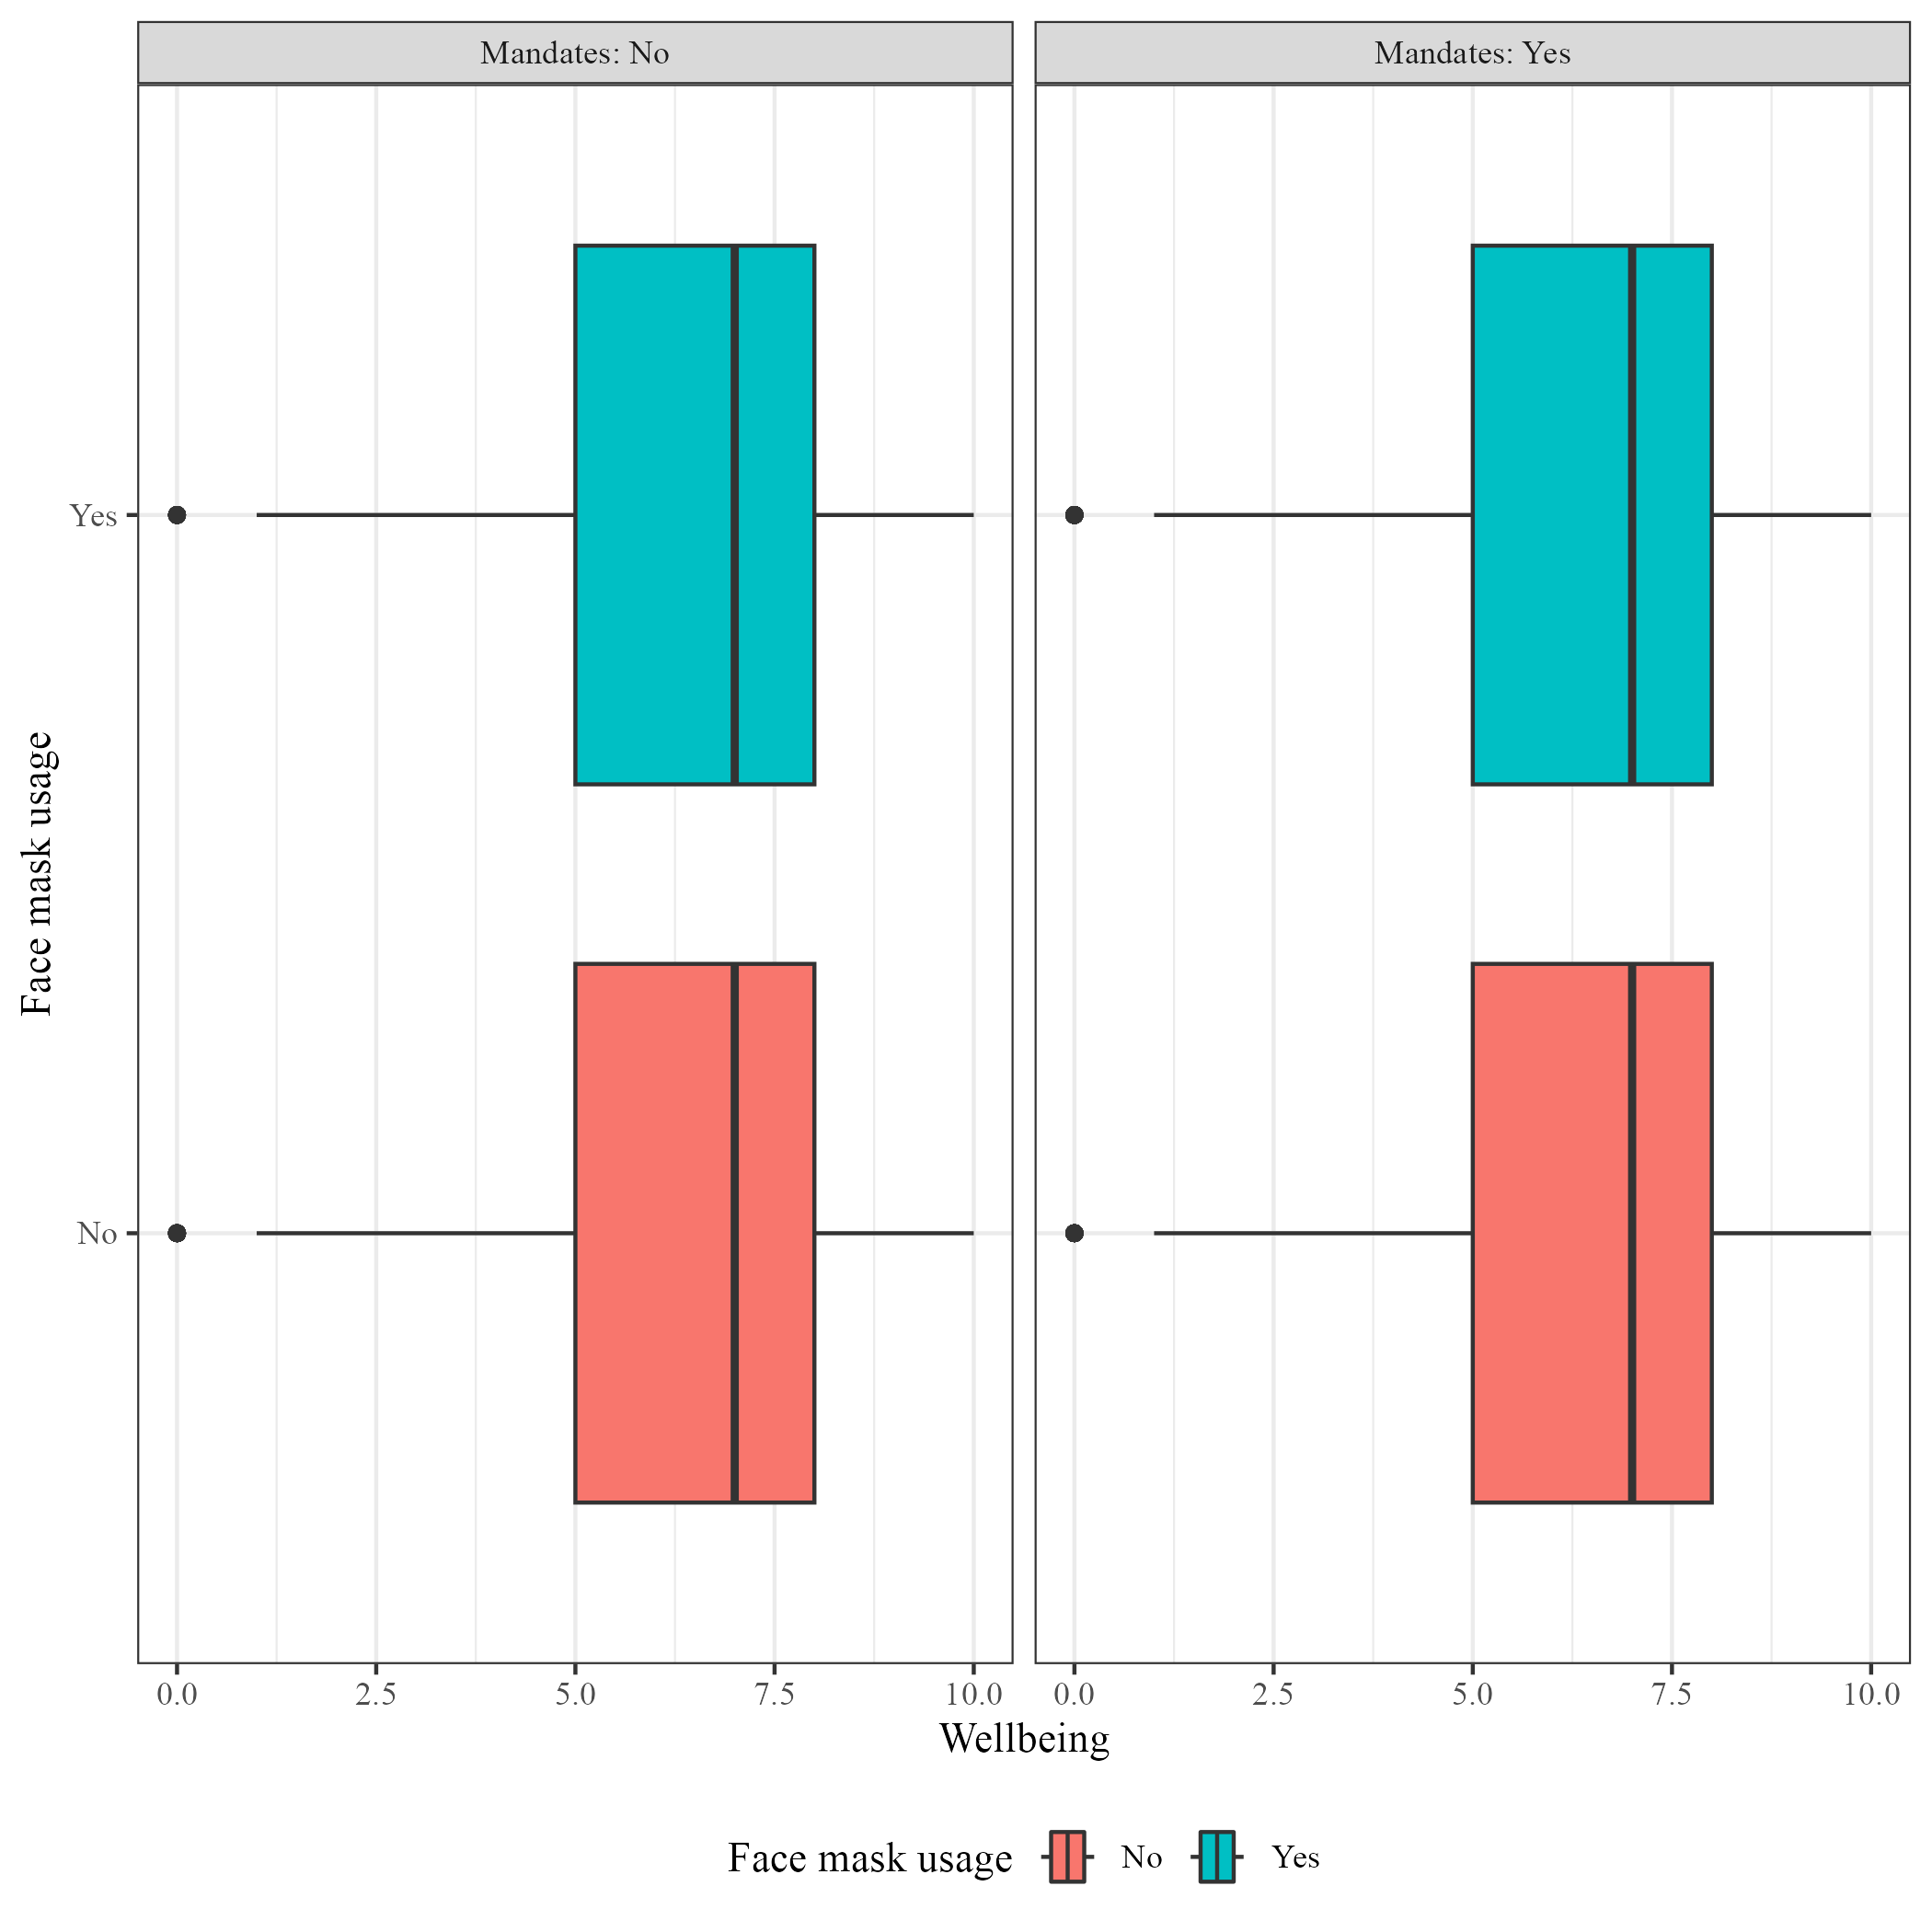 Mandates: No
Mandates: Yes
Face mask usage
Yes
No
0.0 2.5 5.0 7.5 10.0
0.0 2.5 5.0 7.5 10.0
Wellbeing
Face mask usage No Yes